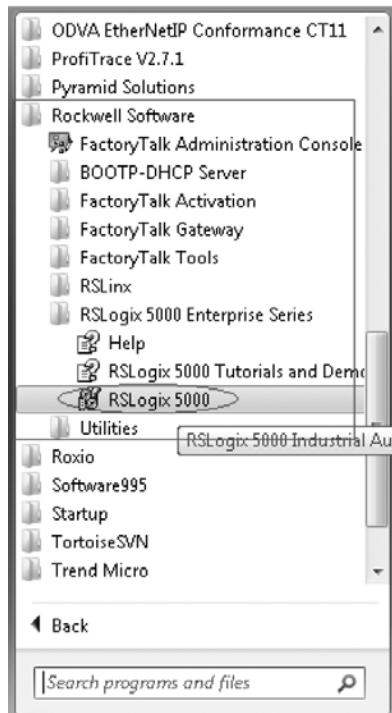 ODVA EtherNetIP Conformance CT11
ProfiTrace V2.7.1
Pyramid Solutions
Rockwell Software
FactoryTalk Administration Console
BOOTP-DHCP Server
FactoryTalk Activation
FactoryTalk Gateway
FactoryTalk Tools
RSLinx
RSLogix 5000 Enterprise Series
Help
RSLogix 5000 Tutorials and Demo
RSLogix 5000
Utilities
RSLogix 5000 Industrial Au
Roxio
Software995
Startup
TortoiseSVN
Trend Micro
Back
Search programs and files